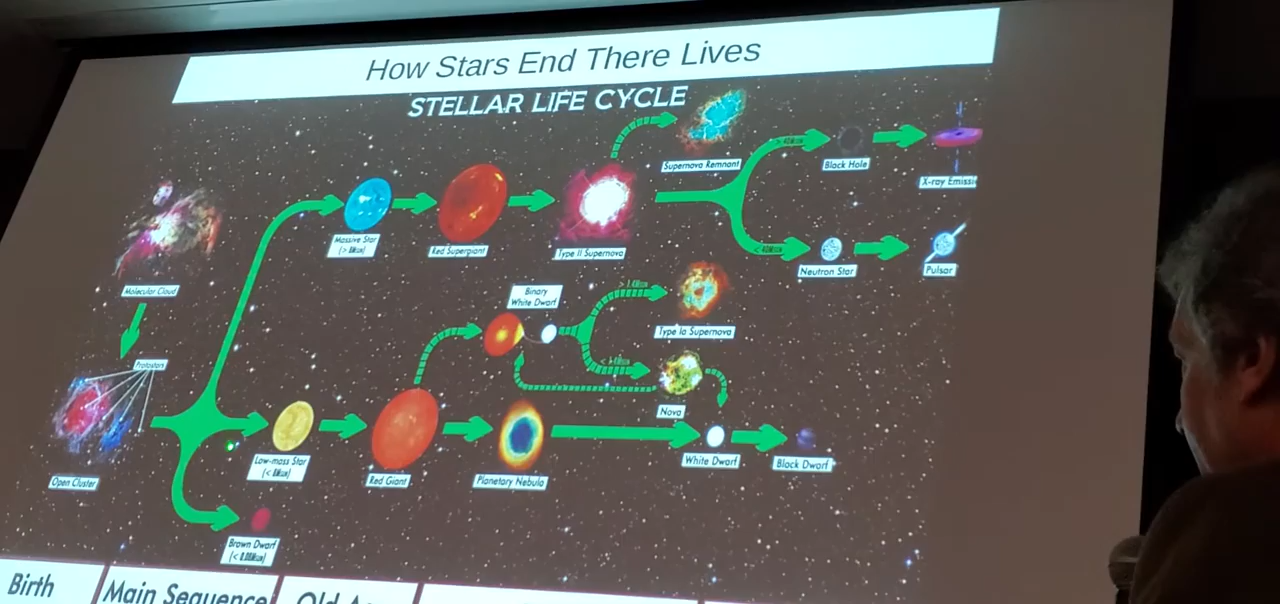 How Stars End There Lives
STELLAR LIFE CYCLE
Supernova Remnant
Black Hole
X-ray Emissi
Massive Star
Red Supergiant
Type II Supernova
Neutron Star
Pulsar
Molecular Cloud
Binary
White Dwarf
Type Ia Supernova
Protostars
Nova
Low-mass Star
Red Giant
Planetary Nebula
White Dwarf
Black Dwarf
Open Cluster
Brown Dwarf
Birth
Main Sequence